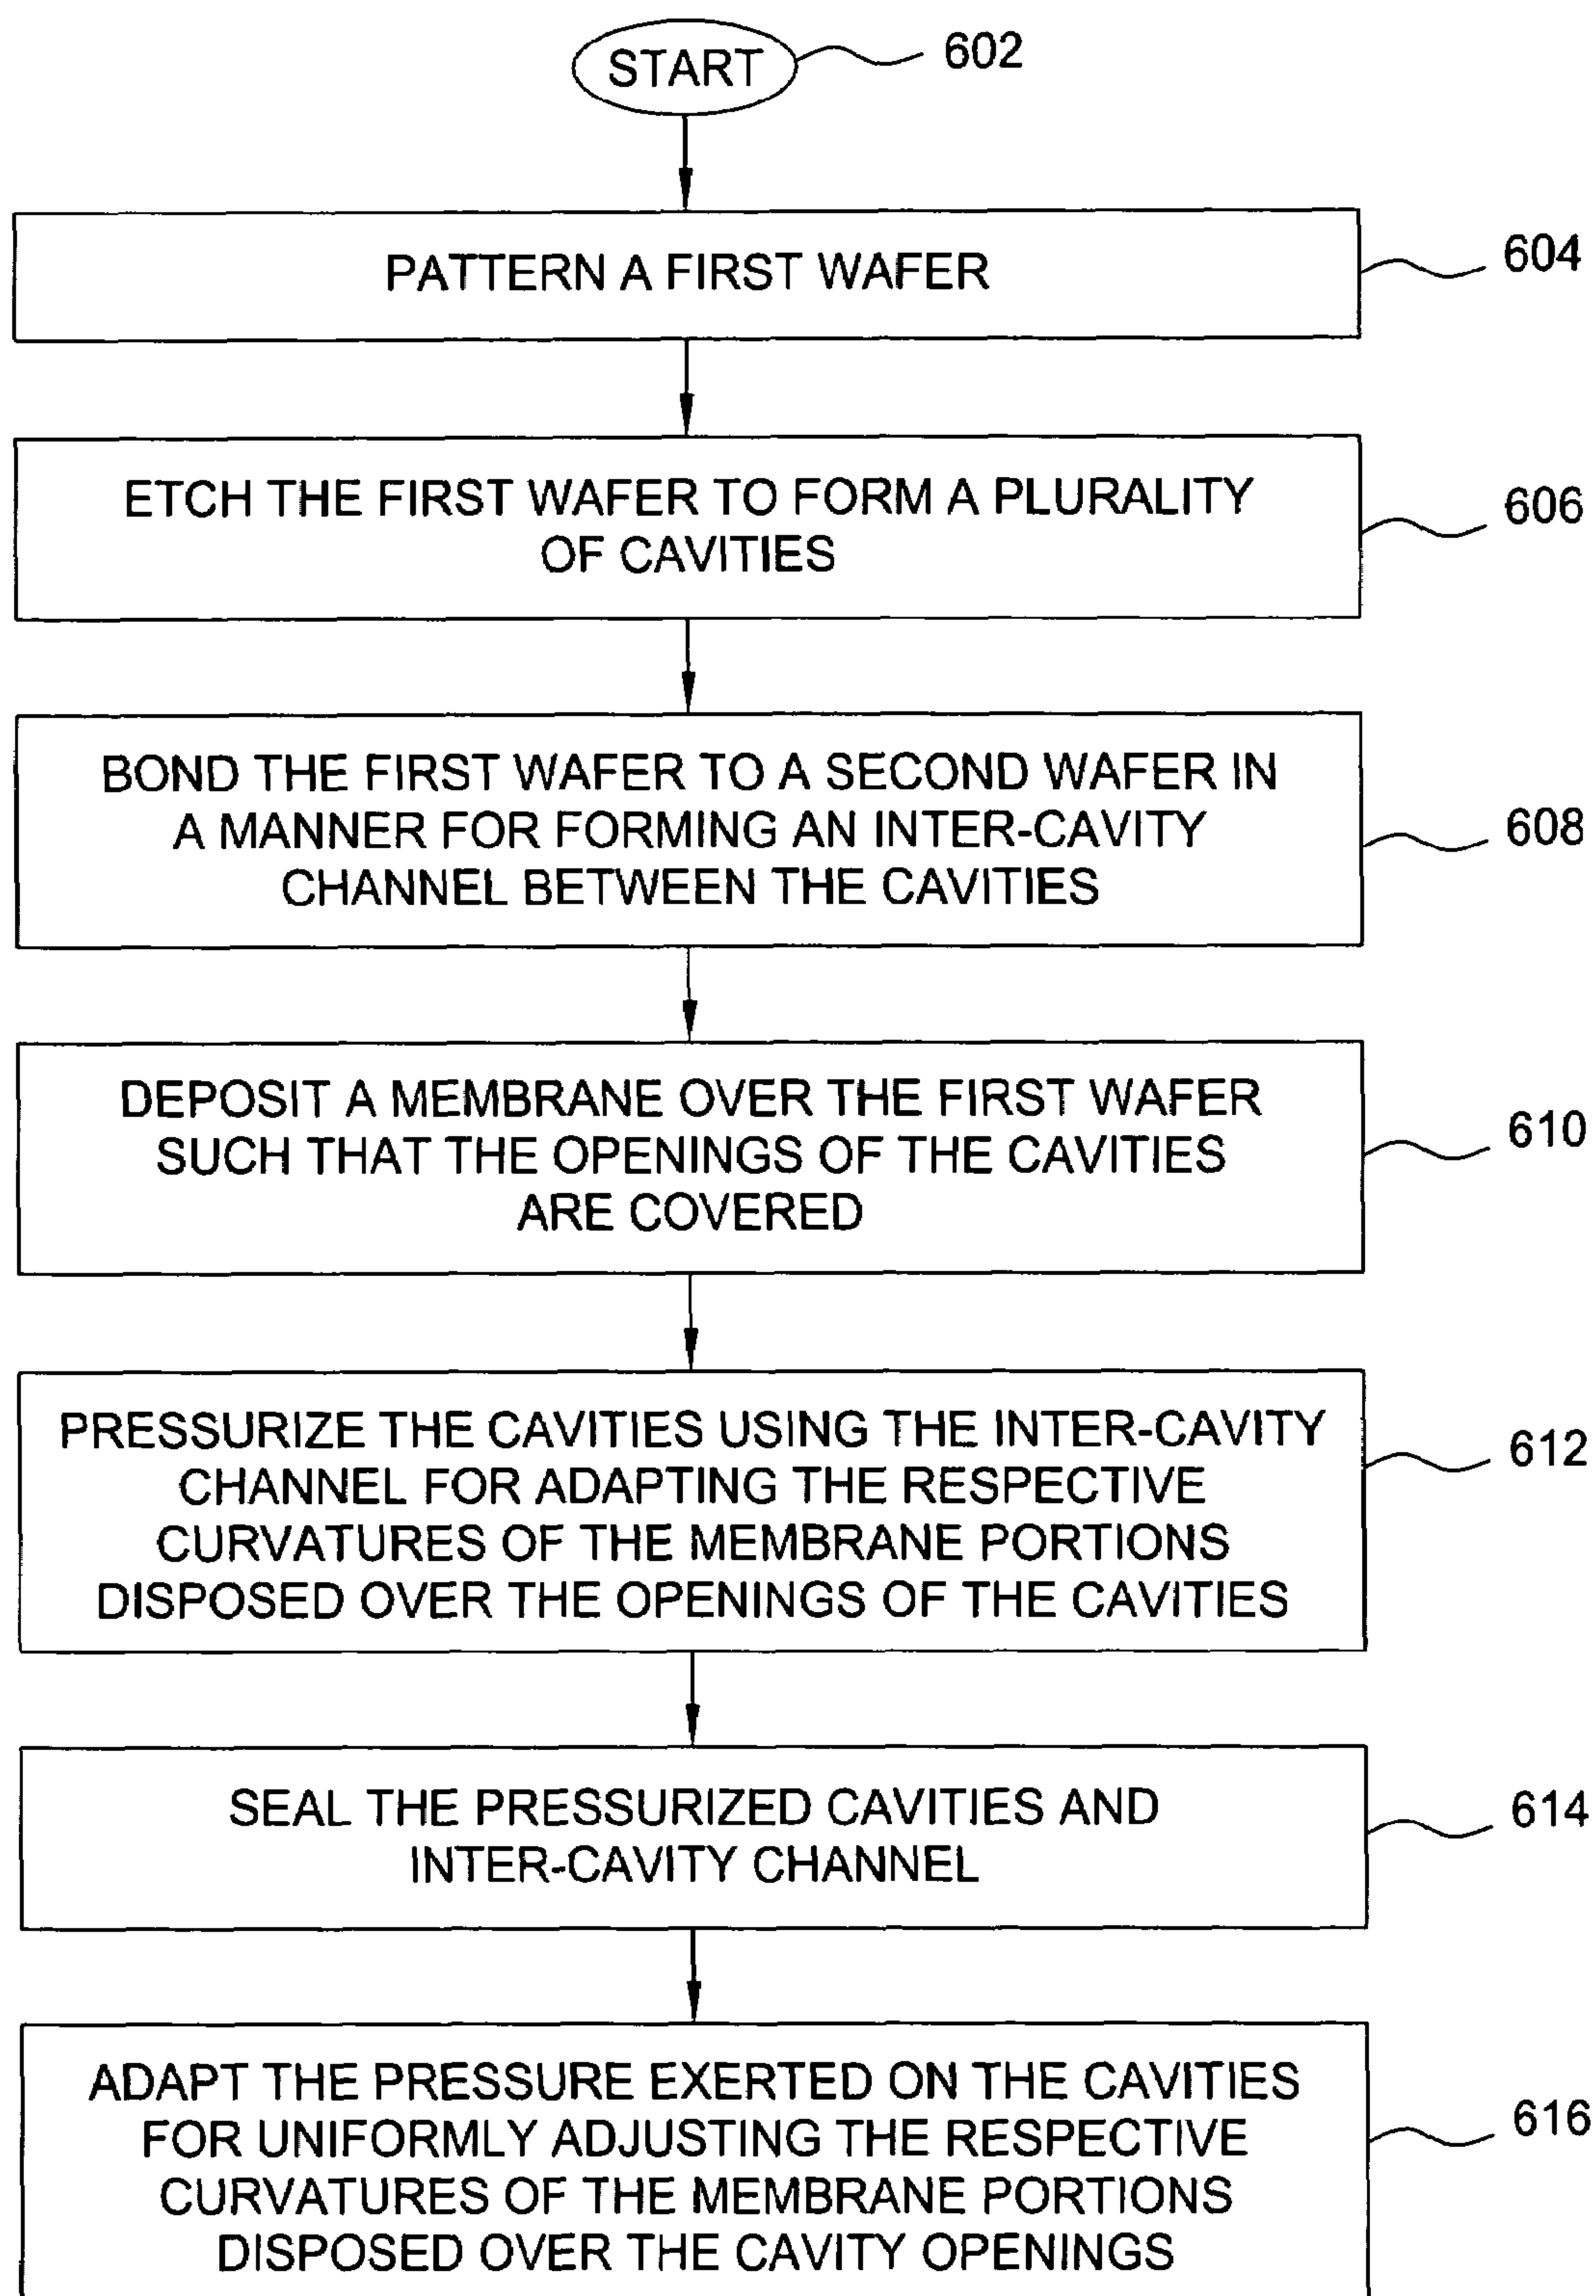 START
602
PATTERN A FIRST WAFER
604
ETCH THE FIRST WAFER TO FORM A PLURALITY
OF CAVITIES
606
BOND THE FIRST WAFER TO A SECOND WAFER IN
A MANNER FOR FORMING AN INTER-CAVITY
CHANNEL BETWEEN THE CAVITIES
608
DEPOSIT A MEMBRANE OVER THE FIRST WAFER
SUCH THAT THE OPENINGS OF THE CAVITIES
ARE COVERED
610
PRESSURIZE THE CAVITIES USING THE INTER-CAVITY
CHANNEL FOR ADAPTING THE RESPECTIVE
CURVATURES OF THE MEMBRANE PORTIONS
DISPOSED OVER THE OPENINGS OF THE CAVITIES
612
SEAL THE PRESSURIZED CAVITIES AND
INTER-CAVITY CHANNEL
614
ADAPT THE PRESSURE EXERTED ON THE CAVITIES
FOR UNIFORMLY ADJUSTING THE RESPECTIVE
CURVATURES OF THE MEMBRANE PORTIONS
DISPOSED OVER THE CAVITY OPENINGS
616